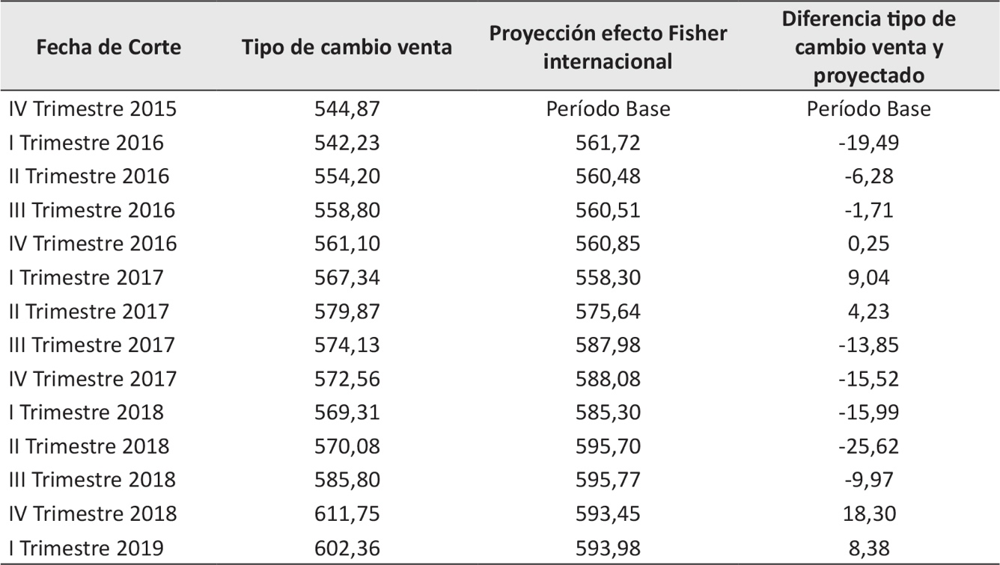 Fecha de Corte Tipo de cambio venta Proyección efecto Fisher internacional Diferencia tipo de cambio venta y proyectado
IV Trimestre 2015 544,87 Período Base Período Base
I Trimestre 2016 542,23 561,72 -19,49
II Trimestre 2016 554,20 560,48 -6,28
III Trimestre 2016 558,80 560,51 -1,71
IV Trimestre 2016 561,10 560,85 0,25
I Trimestre 2017 567,34 558,30 9,04
II Trimestre 2017 579,87 575,64 4,23
III Trimestre 2017 574,13 587,98 -13,85
IV Trimestre 2017 572,56 588,08 -15,52
I Trimestre 2018 569,31 585,30 -15,99
II Trimestre 2018 570,08 595,70 -25,62
III Trimestre 2018 585,80 595,77 -9,97
IV Trimestre 2018 611,75 593,45 18,30
I Trimestre 2019 602,36 593,98 8,38